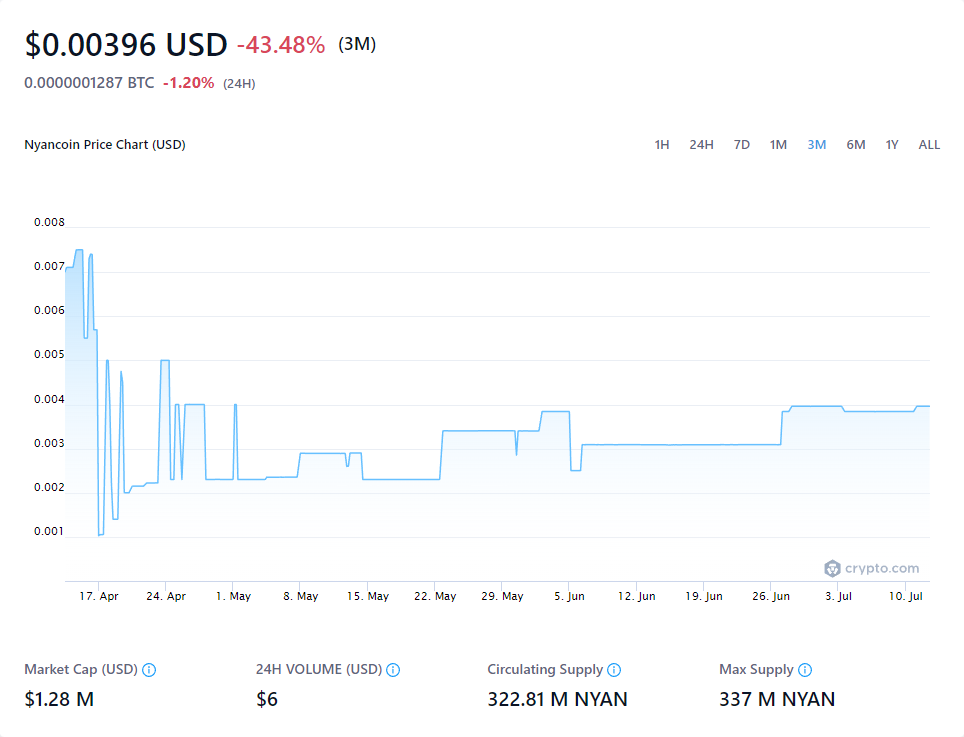 $0.00396 USD -43.48% (3M)
0.0000001287 BTC -1.20% (24H)
Nyancoin Price Chart (USD)
1H 24H 7D 1M 3M 6M 1Y ALL
0.008
0.007
0.006
0.005
0.004
0.003
0.002
0.001
crypto.com
17. Apr 24. Apr 1. May 8. May 15. May 22. May 29. May 5. Jun 12. Jun 19. Jun 26. Jun 3. Jul 10. Jul
Market Cap (USD) 24H VOLUME (USD) Circulating Supply Max Supply
$1.28 M $6 322.81 M NYAN 337 M NYAN